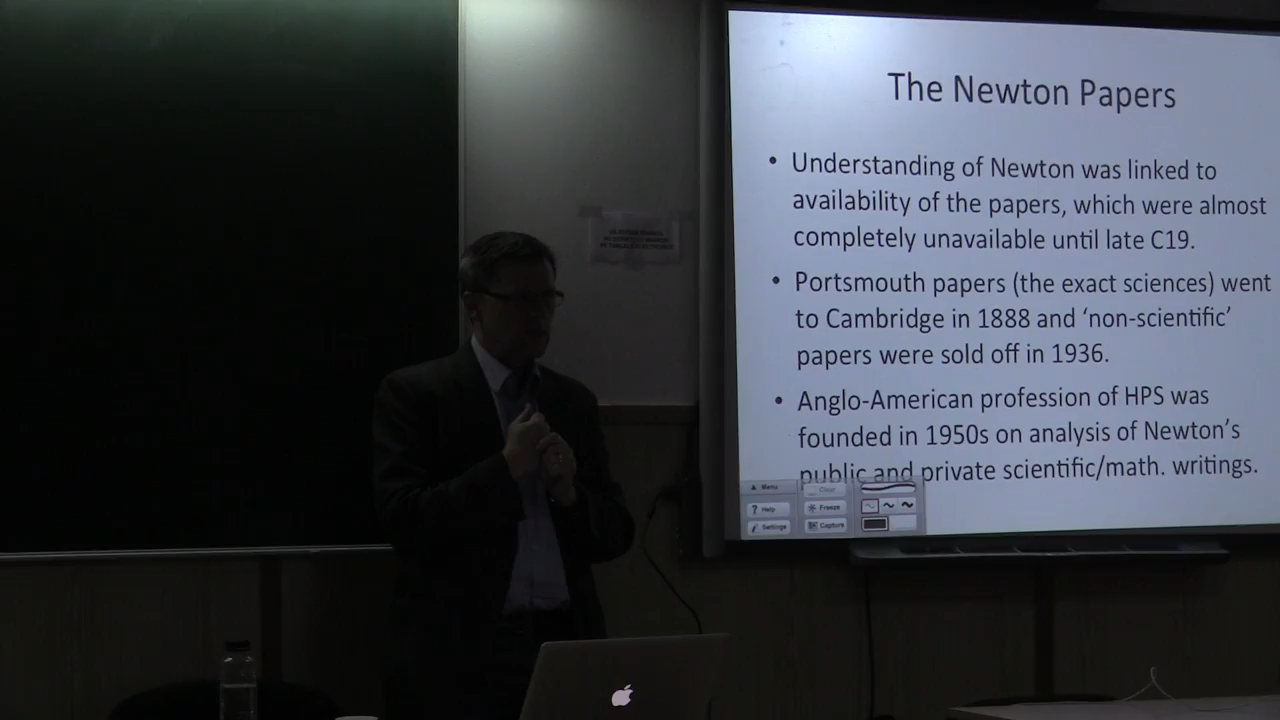 The Newton Papers
• Understanding of Newton was linked to
availability of the papers, which were almost
completely unavailable until late C19.
• Portsmouth papers (the exact sciences) went
to Cambridge in 1888 and ‘non-scientific’
papers were sold off in 1936.
• Anglo-American profession of HPS was
founded in 1950s on analysis of Newton’s
public and private scientific/math. writings.
Menu
Clear
? Help
Freeze
Settings
Capture